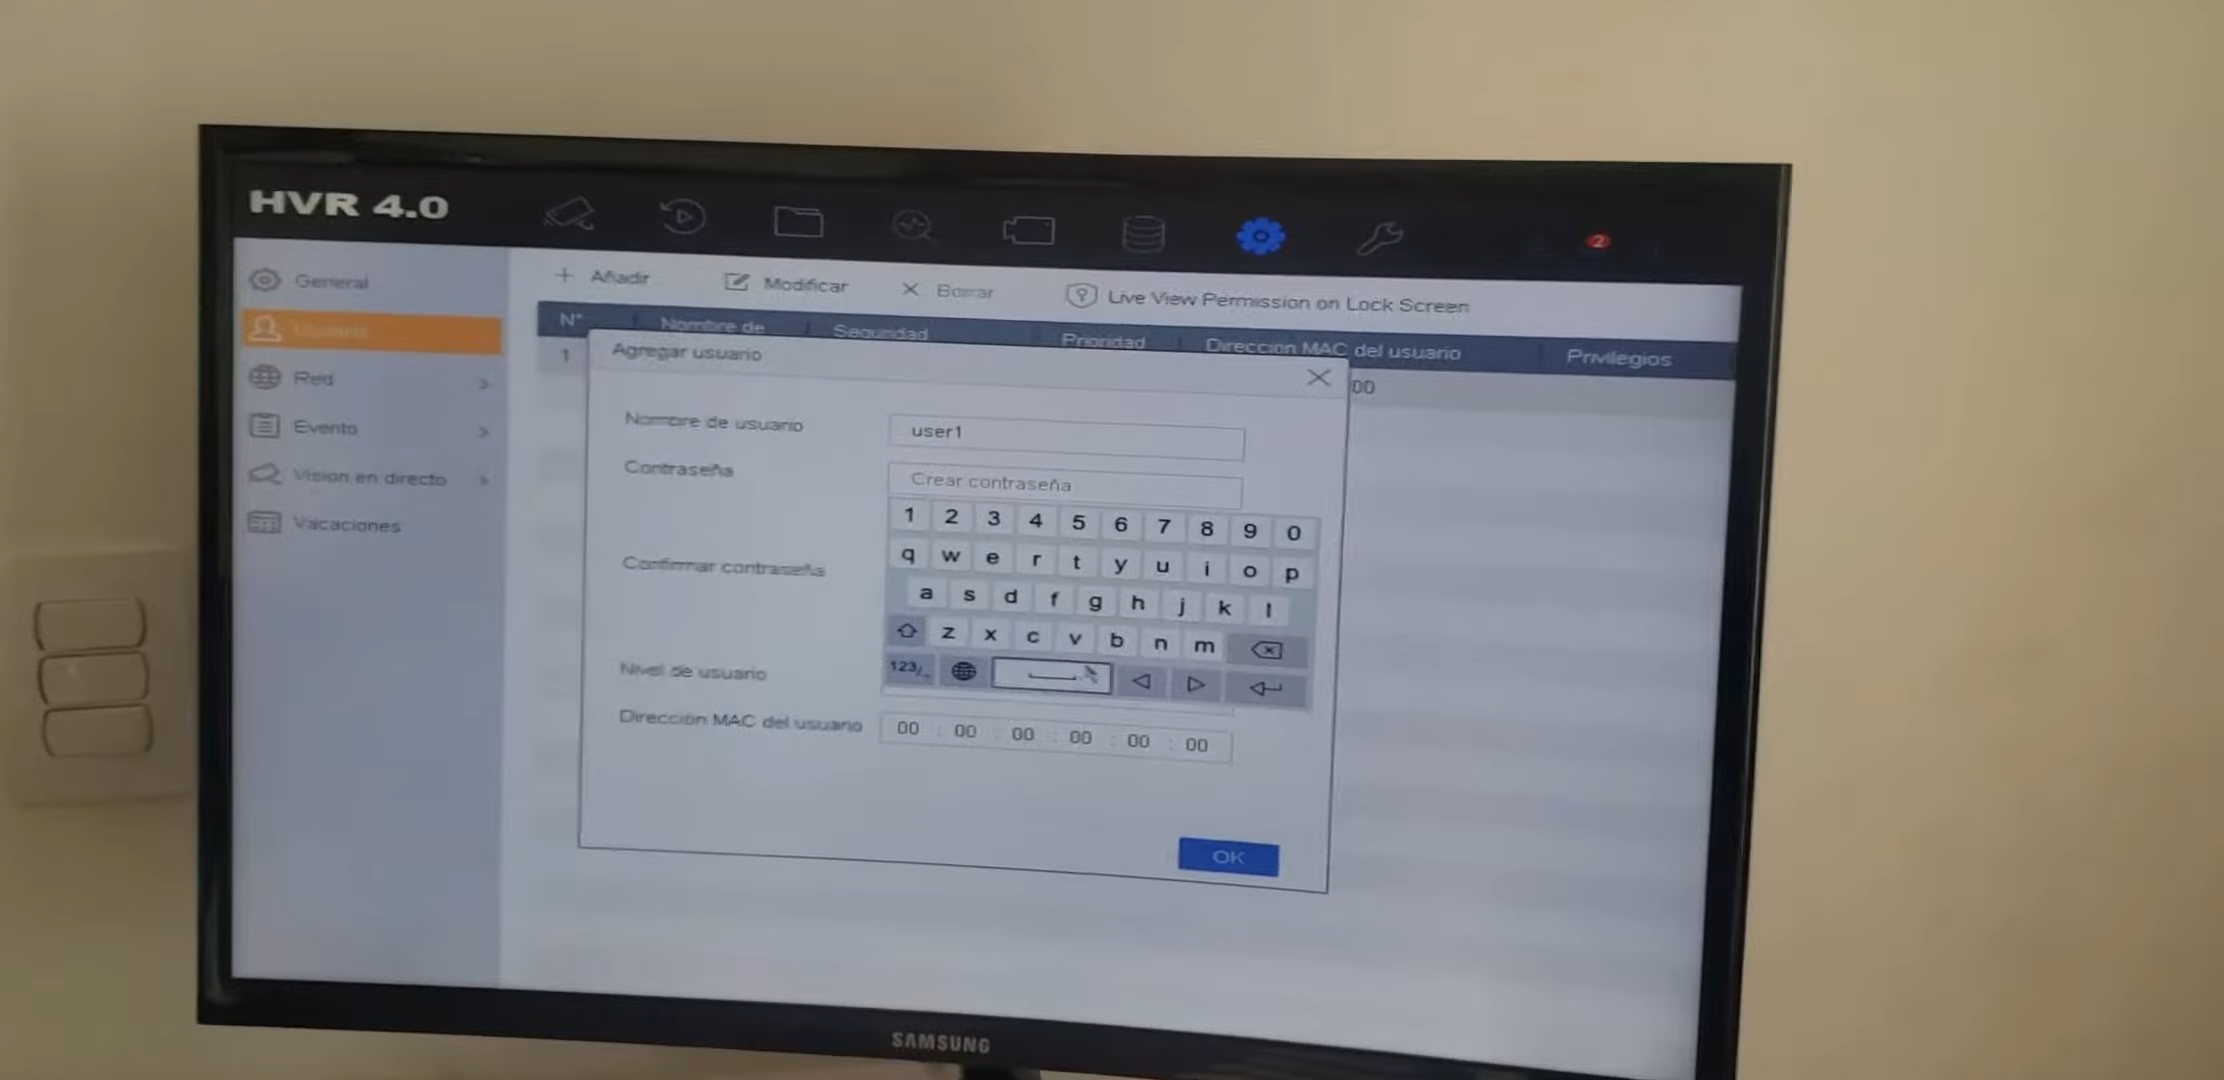 HVR 4.0
2
General
Usuario
Red
Evento
Vision en directo
Vacaciones
Añadir
Modificar
Borrar
Live View Permission on Lock Screen
N° Nombre de Seguridad Prioridad Dirección MAC del usuario Privilegios
1 00
Agregar usuario
Nombre de usuario user1
Contraseña Crear contraseña
1 2 3 4 5 6 7 8 9 0
q w e r t y u i o p
a s d f g h j k l
z x c v b n m
123/
Confirmar contraseña
Nivel de usuario
Dirección MAC del usuario 00 : 00 : 00 : 00 : 00 : 00
OK
SAMSUNG